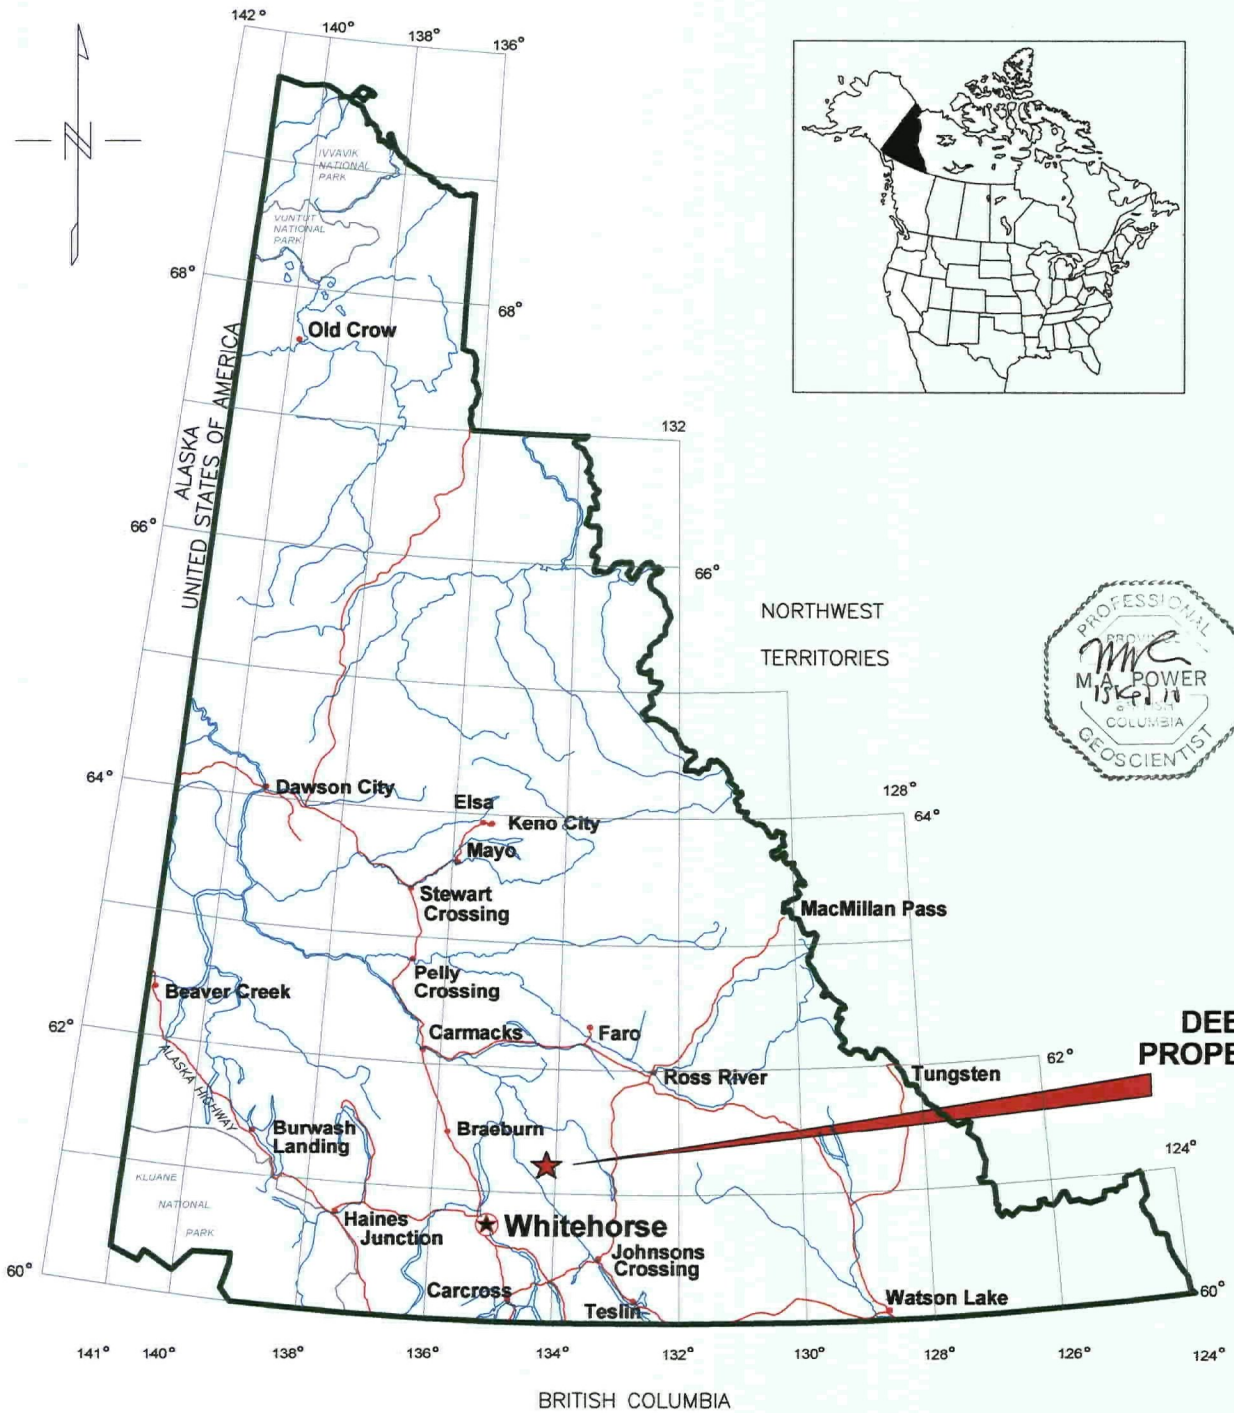 142°
140°
138°
136°
N
IVVAVIK
NATIONAL
PARK
VUNTUT
NATIONAL
PARK
68°
68°
Old Crow
ALASKA
UNITED STATES OF AMERICA
132
66°
66°
NORTHWEST
TERRITORIES
PROFESSIONAL
PROVINCE
M.A. POWER
COLUMBIA
GEOSCIENTIST
64°
Dawson City
128°
64°
Elsa
Keno City
Mayo
Stewart
Crossing
MacMillan Pass
Pelly
Crossing
Beaver Creek
62°
Carmacks
Faro
DEE
PROPE
62°
ALASKA HIGHWAY
Ross River
Tungsten
Burwash
Landing
Braeburn
124°
KLUANE
NATIONAL
PARK
Haines
Junction
Whitehorse
Johnsons
Crossing
60°
Carcross
Teslin
Watson Lake
60°
141°
140°
138°
136°
134°
132°
130°
128°
126°
124°
BRITISH COLUMBIA